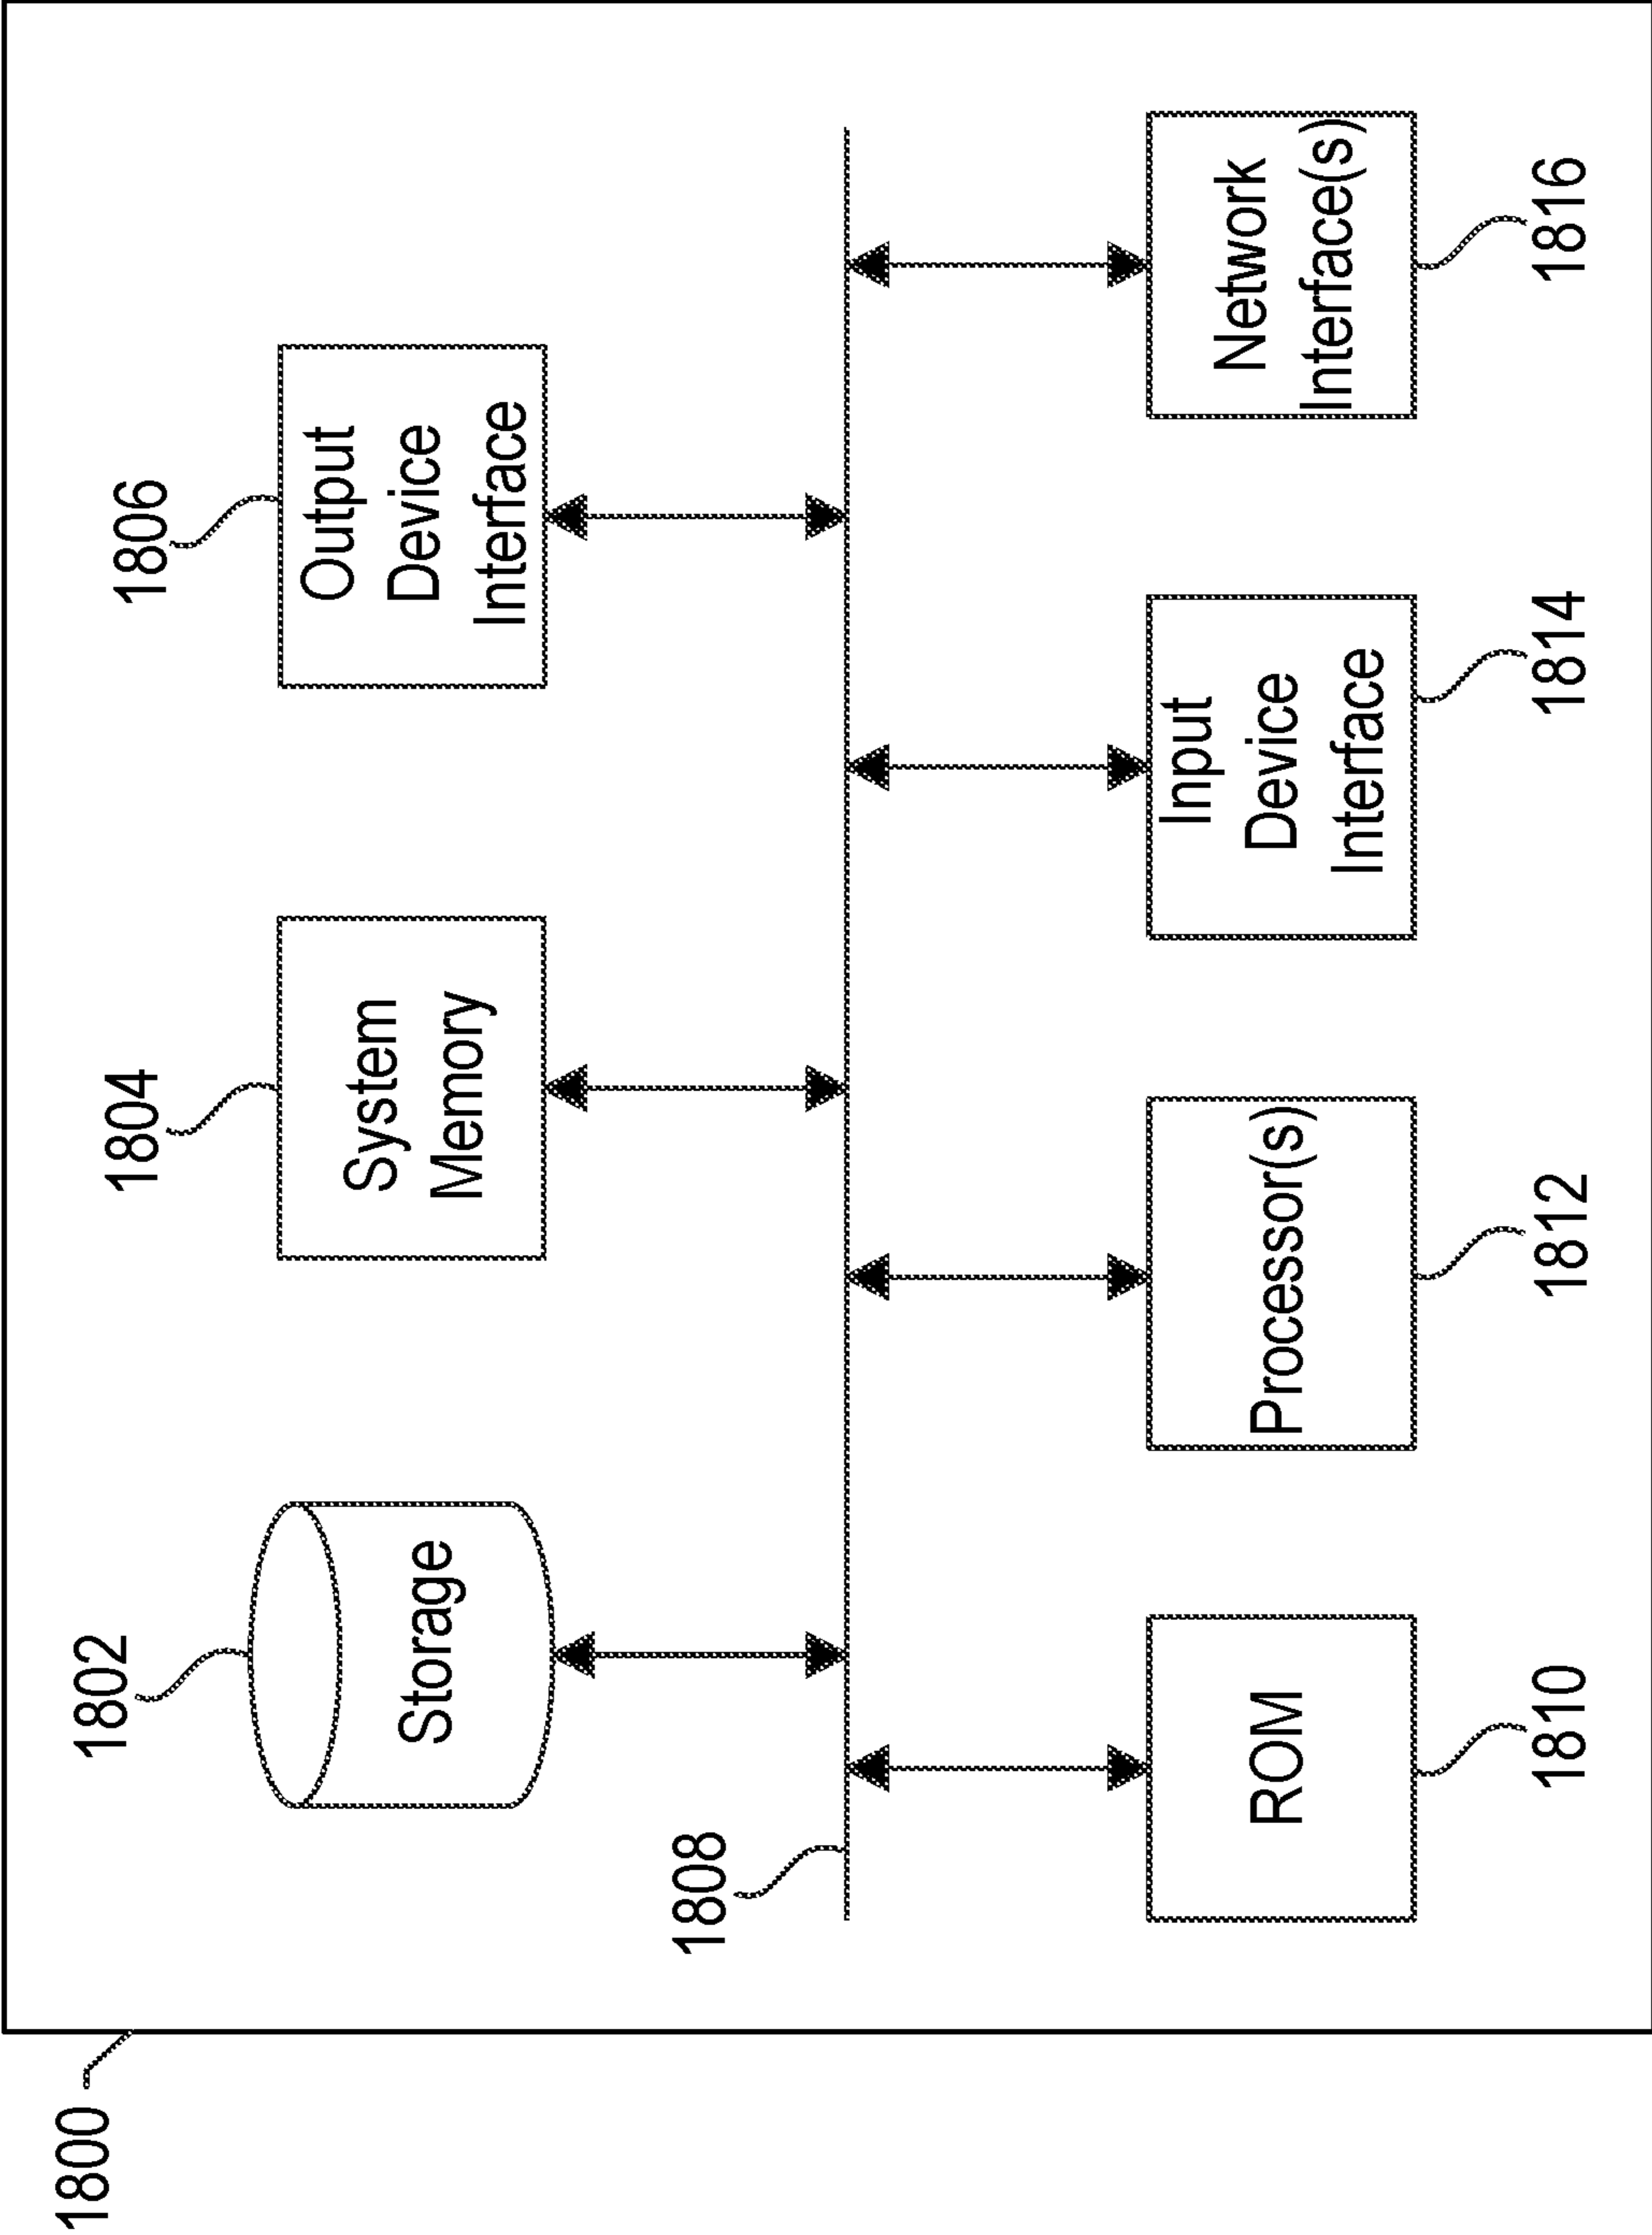 1800
1802
Storage
1804
System
Memory
1806
Output
Device
Interface
1808
ROM
1810
Processor(s)
1812
Input
Device
Interface
1814
Network
Interface(s)
1816